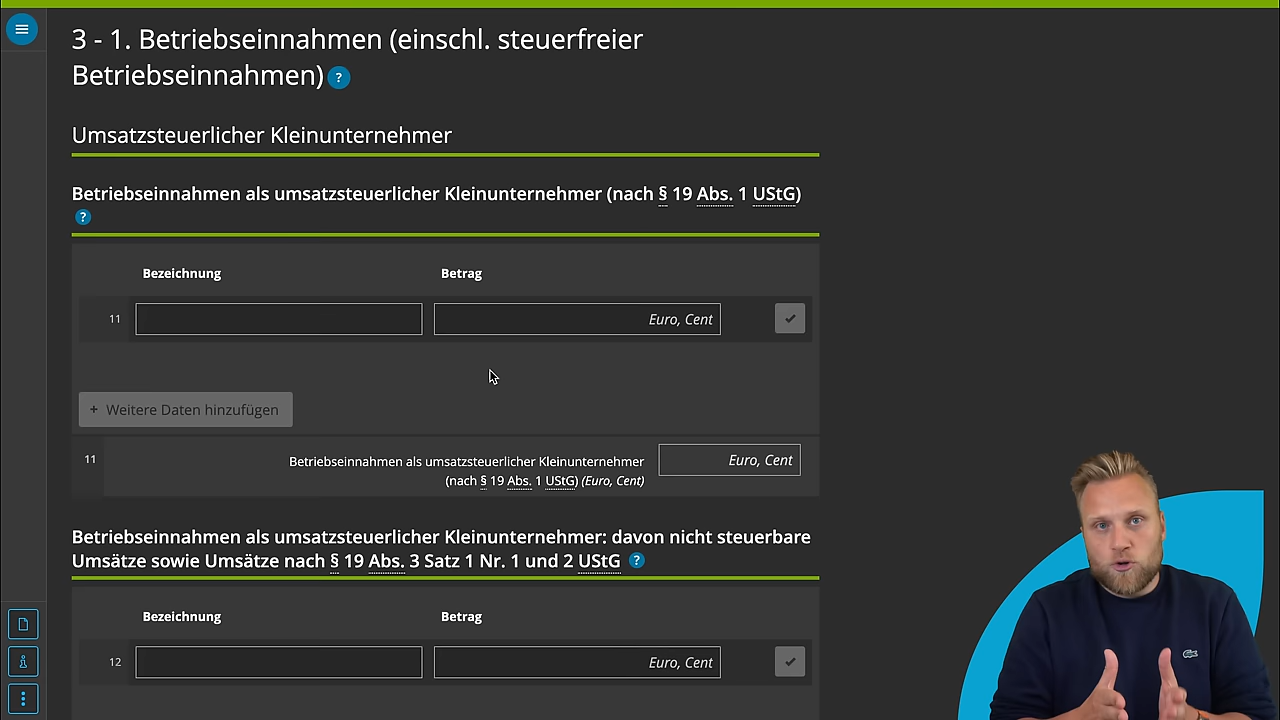 3 - 1. Betriebseinnahmen (einschl. steuerfreier
Betriebseinnahmen) ?
Umsatzsteuerlicher Kleinunternehmer
Betriebseinnahmen als umsatzsteuerlicher Kleinunternehmer (nach § 19 Abs. 1 UStG)
?
Bezeichnung Betrag
11 Euro, Cent
+ Weitere Daten hinzufügen
11 Betriebseinnahmen als umsatzsteuerlicher Kleinunternehmer Euro, Cent
(nach § 19 Abs. 1 UStG) (Euro, Cent)
Betriebseinnahmen als umsatzsteuerlicher Kleinunternehmer: davon nicht steuerbare
Umsätze sowie Umsätze nach § 19 Abs. 3 Satz 1 Nr. 1 und 2 UStG ?
Bezeichnung Betrag
12 Euro, Cent